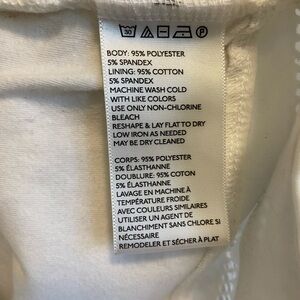 30 P
BODY: 95% POLYESTER
5% SPANDEX
LINING: 95% COTTON
5% SPANDEX
MACHINE WASH COLD
WITH LIKE COLORS
USE ONLY NON-CHLORINE
BLEACH
RESHAPE & LAY FLAT TO DRY
LOW IRON AS NEEDED
MAY BE DRY CLEANED
CORPS: 95% POLYESTER
5% ÉLASTHANNE
DOUBLURE: 95% COTON
5% ÉLASTHANNE
LAVAGE EN MACHINE À
TEMPÉRATURE FROIDE
AVEC COULEURS SIMILAIRES
UTILISER UN AGENT DE
BLANCHIMENT SANS CHLORE SI
NÉCESSAIRE
REMODELER ET SÉCHER À PLAT